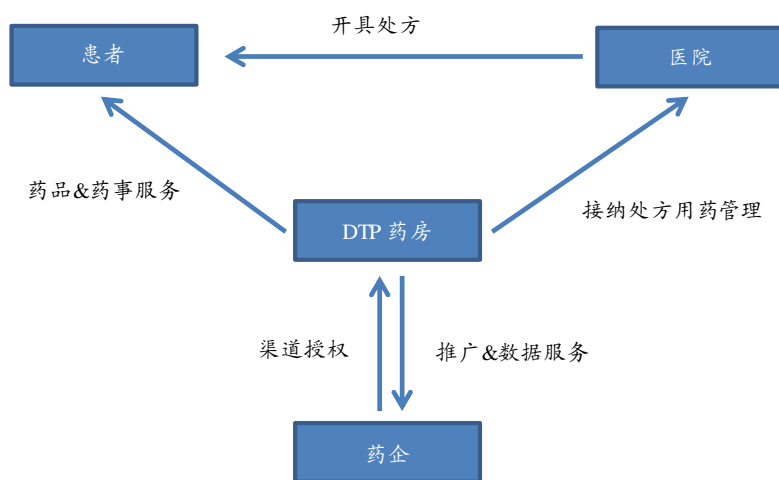 开具处方
患者
医院
药品&药事服务
接纳处方用药管理
DTP 药房
渠道授权
推广&数据服务
药企